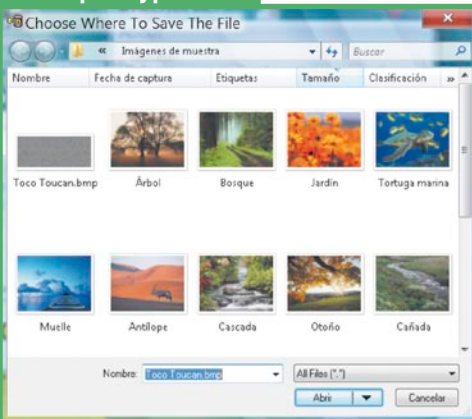 Choose Where To Save The File
« Imágenes de muestra
Buscar
Nombre Fecha de captura Etiquetas Tamaño Clasificación »
Toco Toucan.bmp Árbol Bosque Jardín Tortuga marina
Muelle Antílope Cascada Otoño Cañada
Nombre: Toco Toucan.bmp All Files (*.*)
Abrir Cancelar